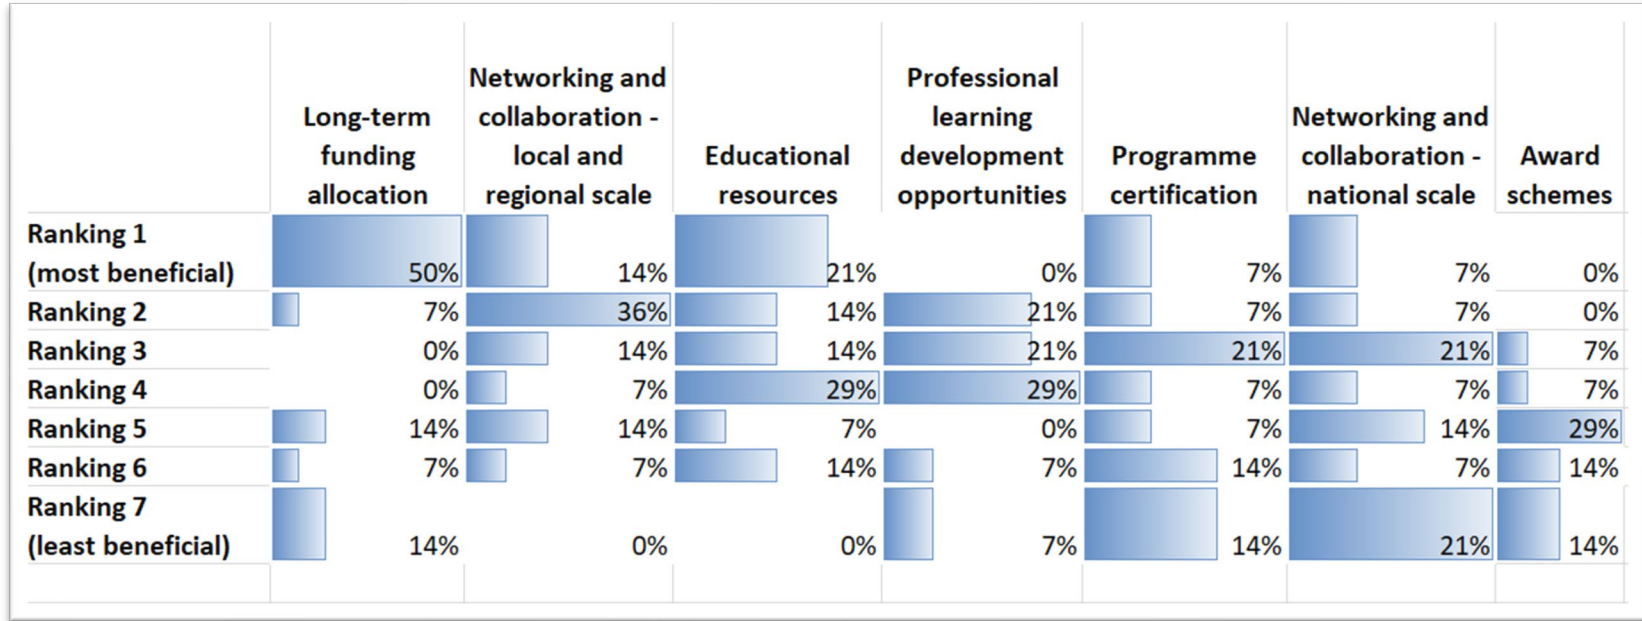 Long-term funding allocation
Networking and collaboration - local and regional scale
Educational resources
Professional learning development opportunities
Programme certification
Networking and collaboration - national scale
Award schemes
Ranking 1 (most beneficial) 50% 14% 21% 0% 7% 7% 0%
Ranking 2 7% 36% 14% 21% 7% 7% 0%
Ranking 3 0% 14% 14% 21% 21% 21% 7%
Ranking 4 0% 7% 29% 29% 7% 7% 7%
Ranking 5 14% 14% 7% 0% 7% 14% 29%
Ranking 6 7% 7% 14% 7% 14% 7% 14%
Ranking 7 (least beneficial) 14% 0% 0% 7% 14% 21% 14%